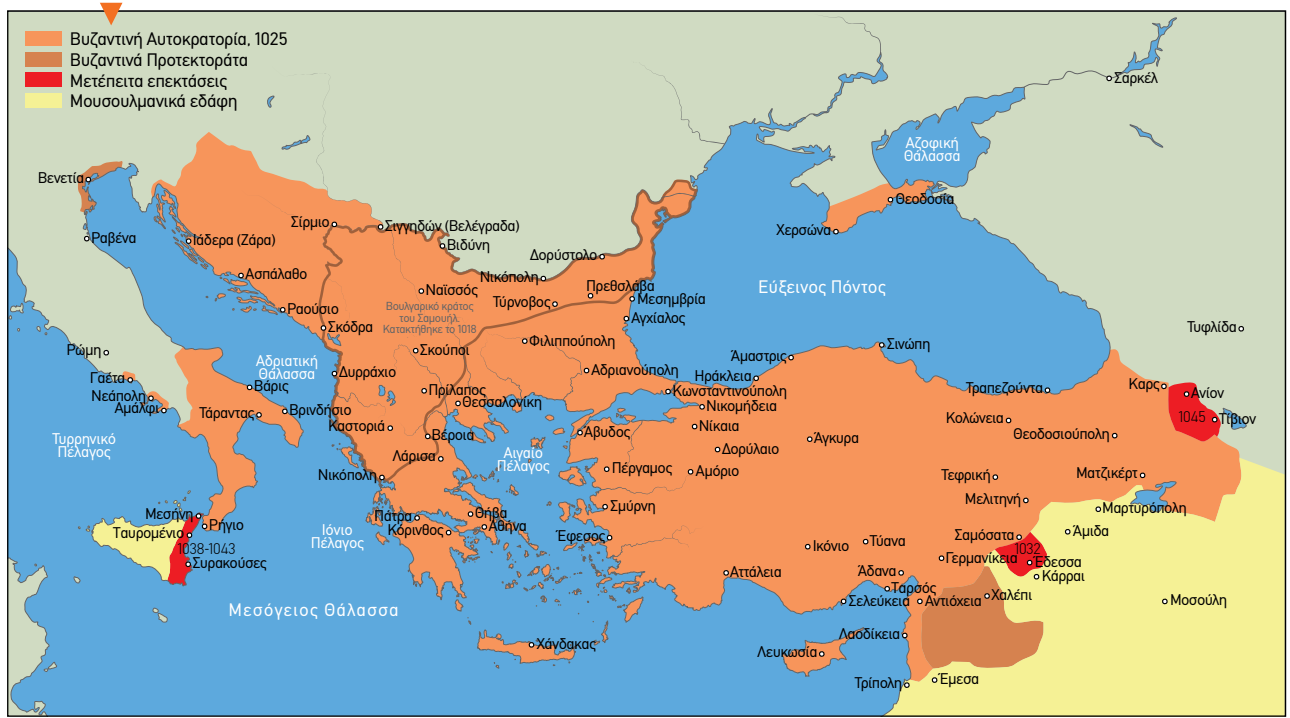 Βυζαντινή Αυτοκρατορία, 1025
Βυζαντινά Προτεκτοράτα
Μετέπειτα επεκτάσεις
Μουσουλμανικά εδάφη
Σαρκέλ
Αζοφική
Θάλασσα
Βενετία
Θεοδοσία
Σίρμιο
Σιγγηδών (Βελέγραδα)
Χερσώνα
Ραβένα
Ιάδερα (Ζάρα)
Βιδύνη
Δορύστολο
Ασπάλαθο
Νικόπολη
Ναϊσσός
Πρεθσλάβα
Εύξεινος Πόντος
Τύρνοβος
Μεσημβρία
Βουλγαρικό κράτος
του Σαμουήλ:
Κατακτήθηκε το 1018
Ραούσιο
Αγχίαλος
Σκόδρα
Τυφλίδα
Φιλιππούπολη
Σινώπη
Ρώμη
Σκούποι
Άμαστρις
Αδριατική
Θάλασσα
Δυρράχιο
Αδριανούπολη
Ηράκλεια
Γαέτα
Βάρις
Πρίλαπος
Κωνσταντινούπολη
Τραπεζούντα
Καρς
Ανίον
Νεάπολη
Αμάλφι
Τάραντας
Βρινδήσιο
Θεσσαλονίκη
Νικομήδεια
1045
Τίβιον
Κολώνεια
Καστοριά
Βέροια
Άβυδος
Νίκαια
Άγκυρα
Θεοδοσιούπολη
Τυρρηνικό
Πέλαγος
Λάρισα
Αιγαίο
Πέλαγος
Δορύλαιο
Πέργαμος
Αμόριο
Νικόπολη
Τεφρική
Ματζικέρτ
Μελιτηνή
Σμύρνη
Μαρτυρόπολη
Μεσήνη
Ρήγιο
Πάτρα
Θήβα
Ταυρομένιο
Ιόνιο
Πέλαγος
Κόρινθος
Αθήνα
Έφεσος
Σαμόσατα
Άμιδα
1038-1043
Ικόνιο
Τύανα
1032
Συρακούσες
Γερμανίκεια
Έδεσσα
Αττάλεια
Άδανα
Κάρραι
Ταρσός
Χαλέπι
Μεσόγειος Θάλασσα
Σελεύκεια
Αντιόχεια
Μοσούλη
Λαοδίκεια
Χάνδακας
Λευκωσία
Τρίπολη
Έμεσα